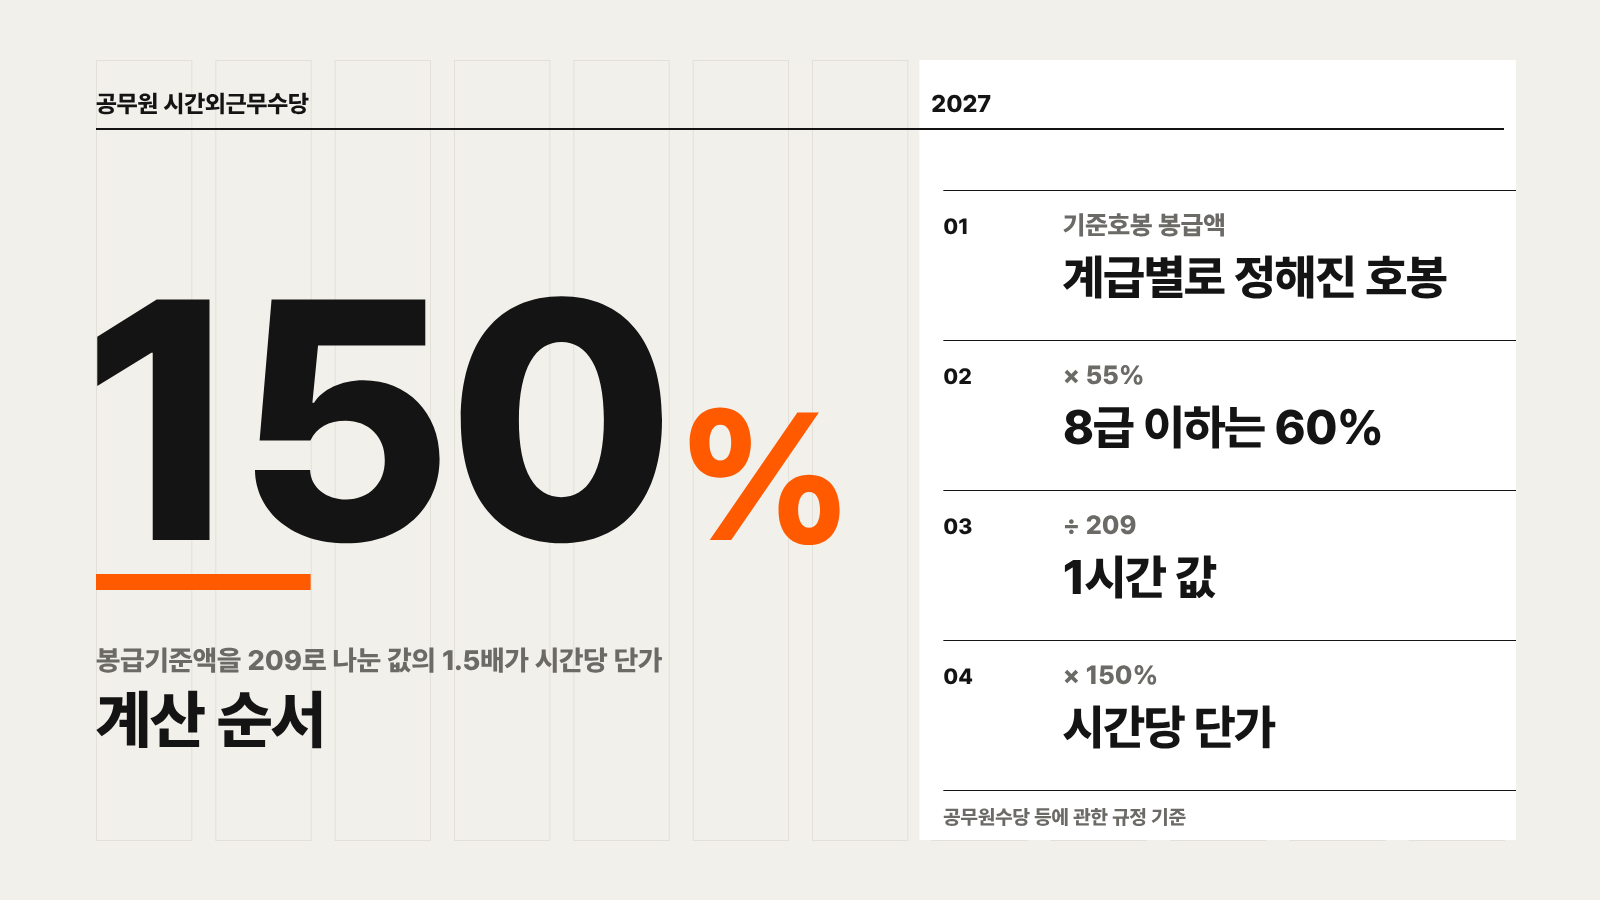 공무원 시간외근무수당
2027
150%
봉급기준액을 209로 나눈 값의 1.5배가 시간당 단가
계산 순서
01
기준호봉 봉급액
계급별로 정해진 호봉
02
× 55%
8급 이하는 60%
03
÷ 209
1시간 값
04
× 150%
시간당 단가
공무원수당 등에 관한 규정 기준